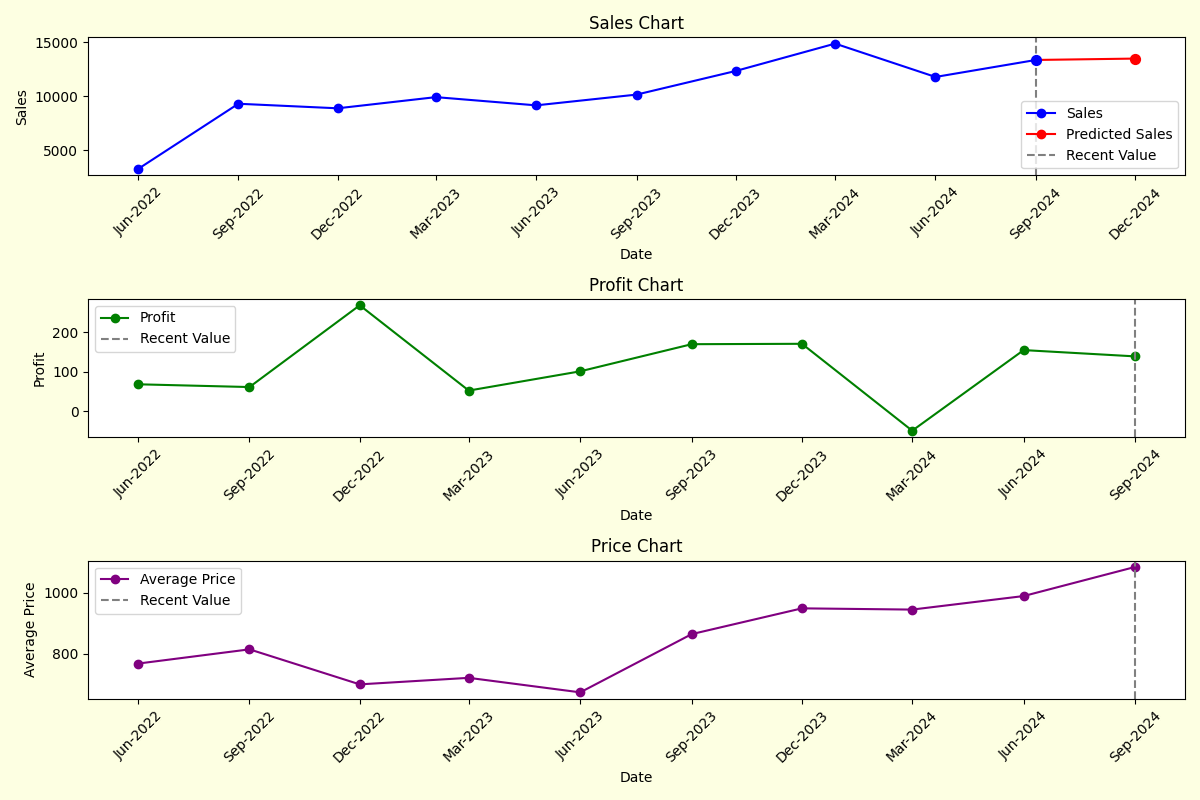 Sales Chart
15000
10000
5000
Sales
Sales
Predicted Sales
Recent Value
Jun-2022
Sep-2022
Dec-2022
Mar-2023
Jun-2023
Sep-2023
Dec-2023
Mar-2024
Jun-2024
Sep-2024
Dec-2024
Date
Profit Chart
Profit
Recent Value
200
100
0
Profit
Jun-2022
Sep-2022
Dec-2022
Mar-2023
Jun-2023
Sep-2023
Dec-2023
Mar-2024
Jun-2024
Sep-2024
Date
Price Chart
Average Price
Recent Value
1000
800
Average Price
Jun-2022
Sep-2022
Dec-2022
Mar-2023
Jun-2023
Sep-2023
Dec-2023
Mar-2024
Jun-2024
Sep-2024
Date